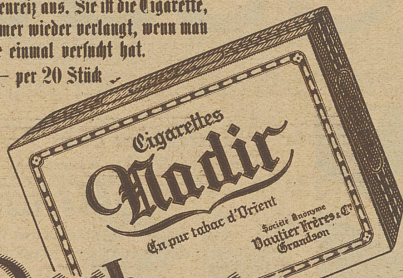 enreiz aus. Sie ist die Cigarette,
mer wieder verlangt, wenn man
einmal versucht hat.
— per 20 Stück
Cigarettes
Nadir
En pur tabac d'Orient
Société Anonyme
Vautier Frères & Cie
Grandson